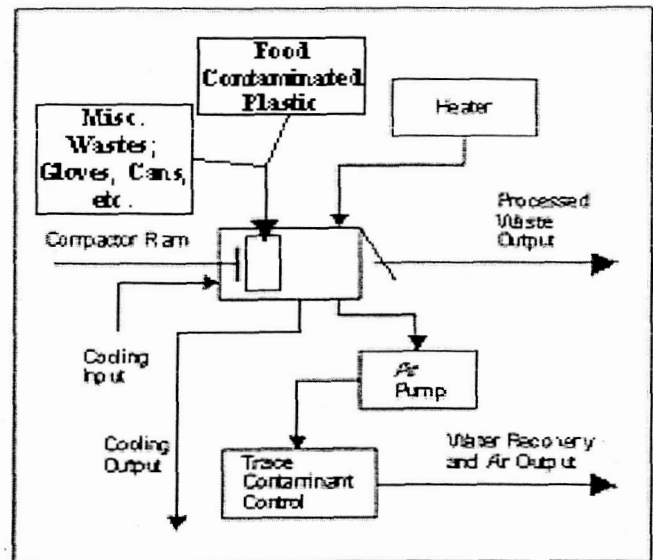 Food
Contaminated
Plastic
Misc.
Wastes;
Gloves, Cans,
etc.
Heater
Compactor Ram
Processed
Waste
Output
Cooling
Input
Air
Pump
Cooling
Output
Trace
Contaminant
Control
Water Recovery
and Air Output